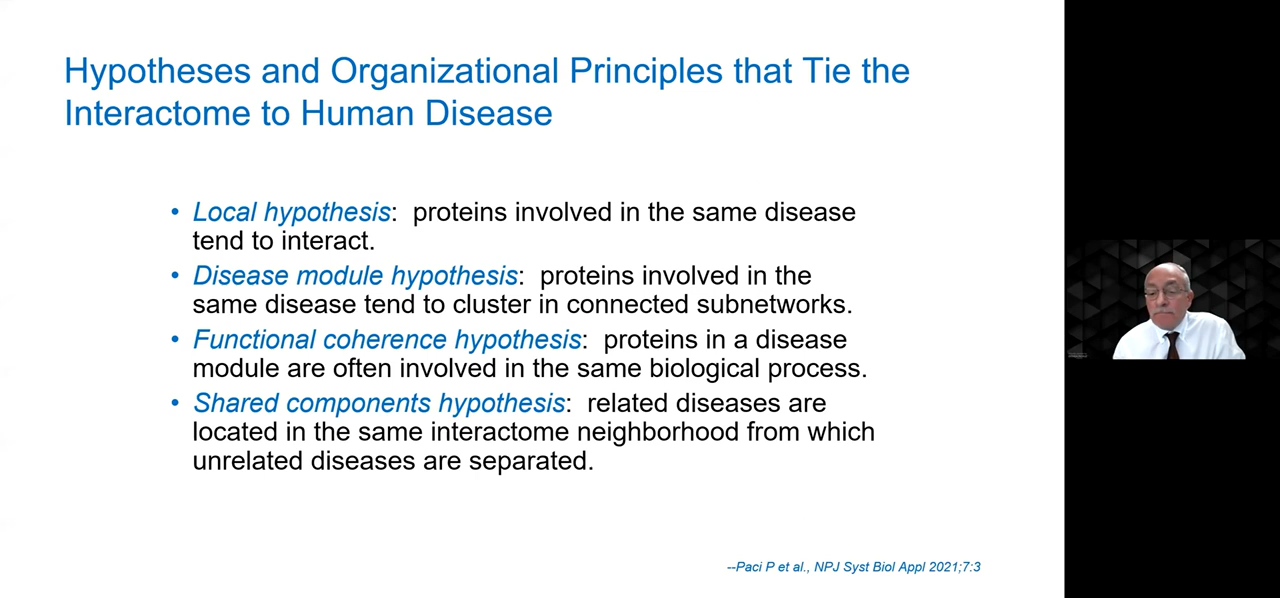 Hypotheses and Organizational Principles that Tie the
Interactome to Human Disease
• Local hypothesis:  proteins involved in the same disease
tend to interact.
• Disease module hypothesis:  proteins involved in the
same disease tend to cluster in connected subnetworks.
• Functional coherence hypothesis:  proteins in a disease
module are often involved in the same biological process.
• Shared components hypothesis:  related diseases are
located in the same interactome neighborhood from which
unrelated diseases are separated.
--Paci P et al., NPJ Syst Biol Appl 2021;7:3